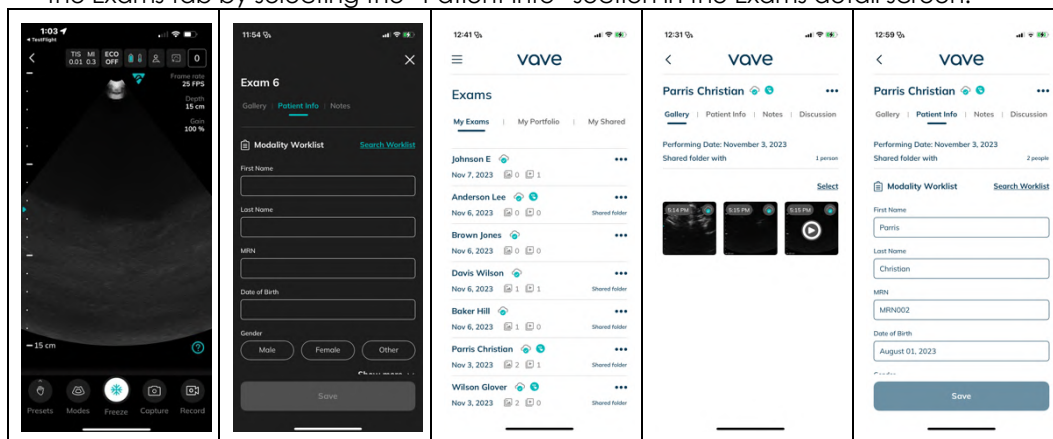 the Exams tab by selecting the "Patient Info" section in the Exams detail screen.
1:03
TestFlight
TIS MI ECO
0.01 0.3 OFF 0
Frame rate
25 FPS
Depth
15 cm
Gain
100 %
15 cm
Presets Modes Freeze Capture Record
11:54
Exam 6
Gallery | Patient Info | Notes
Modality Worklist Search Worklist
First Name
Last Name
MRN
Date of Birth
Gender
Male Female Other
Show more
Save
12:41
vave
Exams
My Exams | My Portfolio | My Shared
Johnson E
Nov 7, 2023 0 1
Anderson Lee
Nov 6, 2023 0 0 Shared folder
Brown Jones
Nov 6, 2023 0 0
Davis Wilson
Nov 6, 2023 1 1 Shared folder
Baker Hill
Nov 6, 2023 1 0 Shared folder
Parris Christian
Nov 3, 2023 2 1 Shared folder
Wilson Glover
Nov 3, 2023 2 0 Shared folder
12:31
vave
Parris Christian
Gallery | Patient Info | Notes | Discussion
Performing Date: November 3, 2023
Shared folder with 1 person
Select
5:14 PM 5:15 PM 5:15 PM
12:59
vave
Parris Christian
Gallery | Patient Info | Notes | Discussion
Performing Date: November 3, 2023
Shared folder with 2 people
Modality Worklist Search Worklist
First Name
Parris
Last Name
Christian
MRN
MRN002
Date of Birth
August 01, 2023
Gender
Save